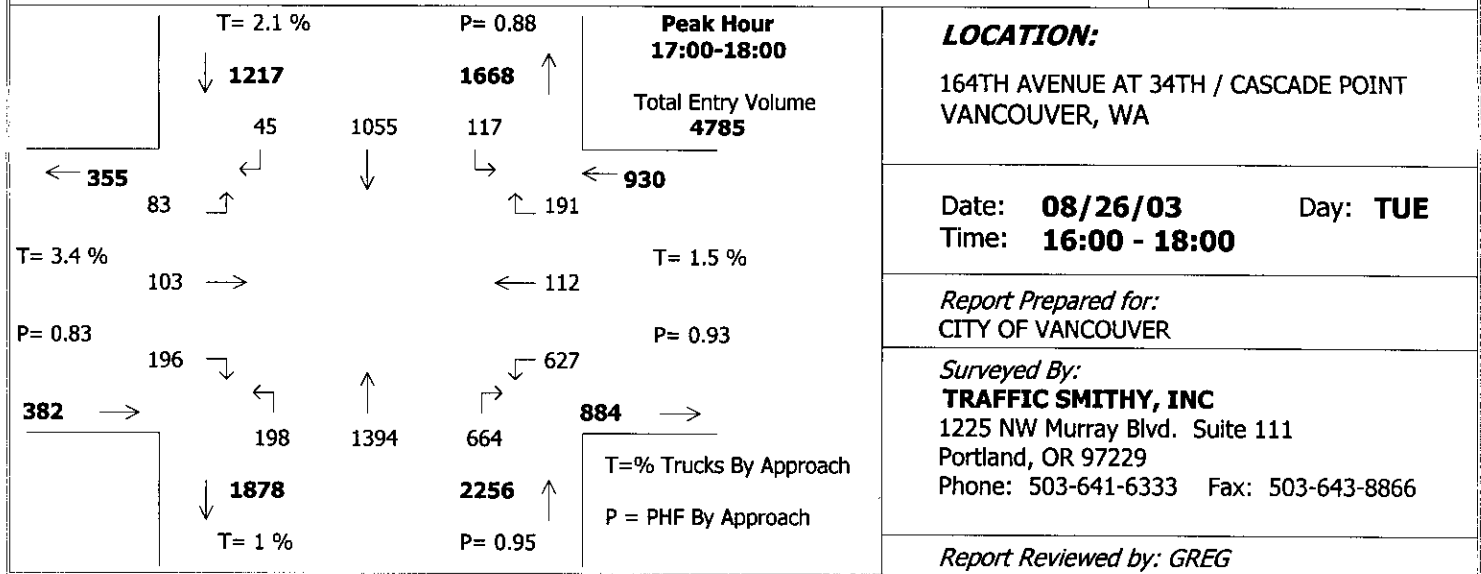 T= 2.1 %
P= 0.88
Peak Hour
17:00-18:00
1217
1668
Total Entry Volume
4785
45 1055 117
355
930
83
191
T= 3.4 %
T= 1.5 %
103
112
P= 0.83
P= 0.93
196
627
382
884
198 1394 664
T=% Trucks By Approach
1878
2256
P = PHF By Approach
T= 1 %
P= 0.95
LOCATION:
164TH AVENUE AT 34TH / CASCADE POINT
VANCOUVER, WA
Date: 08/26/03 Day: TUE
Time: 16:00 - 18:00
Report Prepared for:
CITY OF VANCOUVER
Surveyed By:
TRAFFIC SMITHY, INC
1225 NW Murray Blvd. Suite 111
Portland, OR 97229
Phone: 503-641-6333 Fax: 503-643-8866
Report Reviewed by: GREG